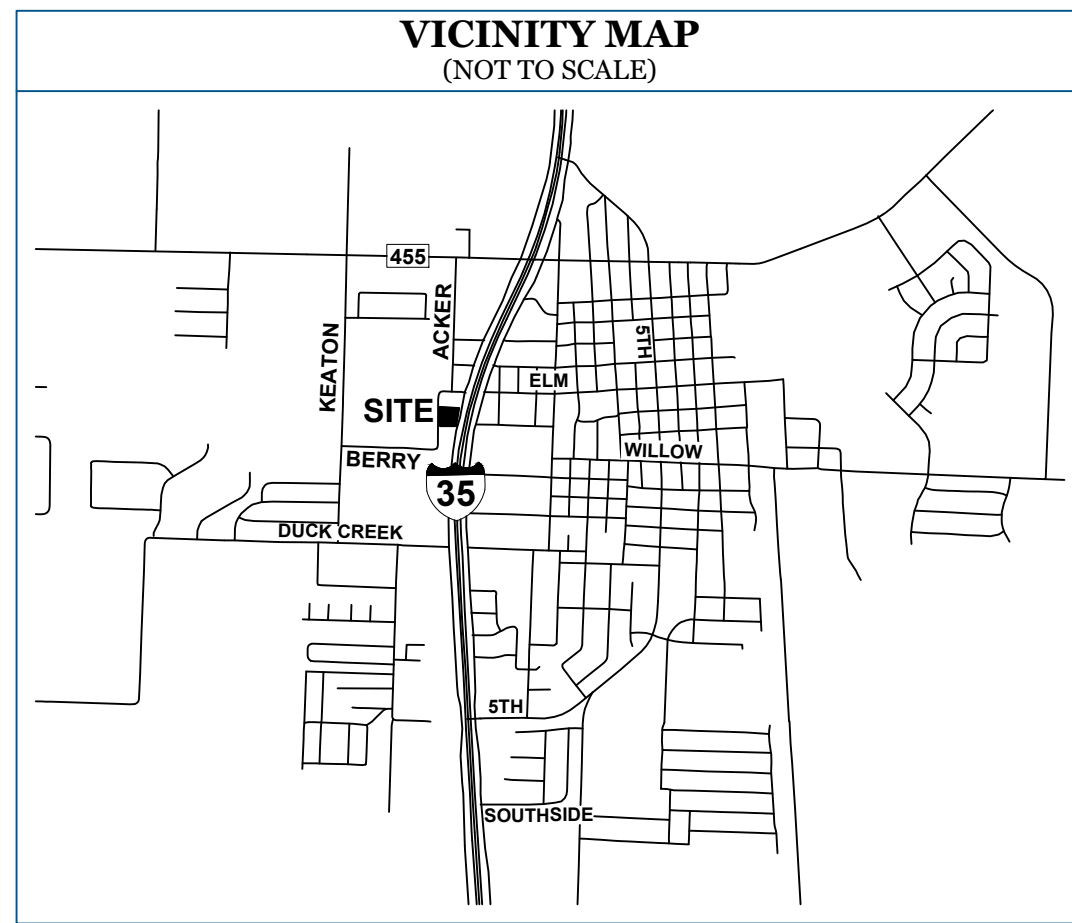 VICINITY MAP
(NOT TO SCALE)
455
ACKER
KEATON
5TH
ELM
SITE
BERRY
WILLOW
35
DUCK CREEK
5TH
SOUTHSIDE